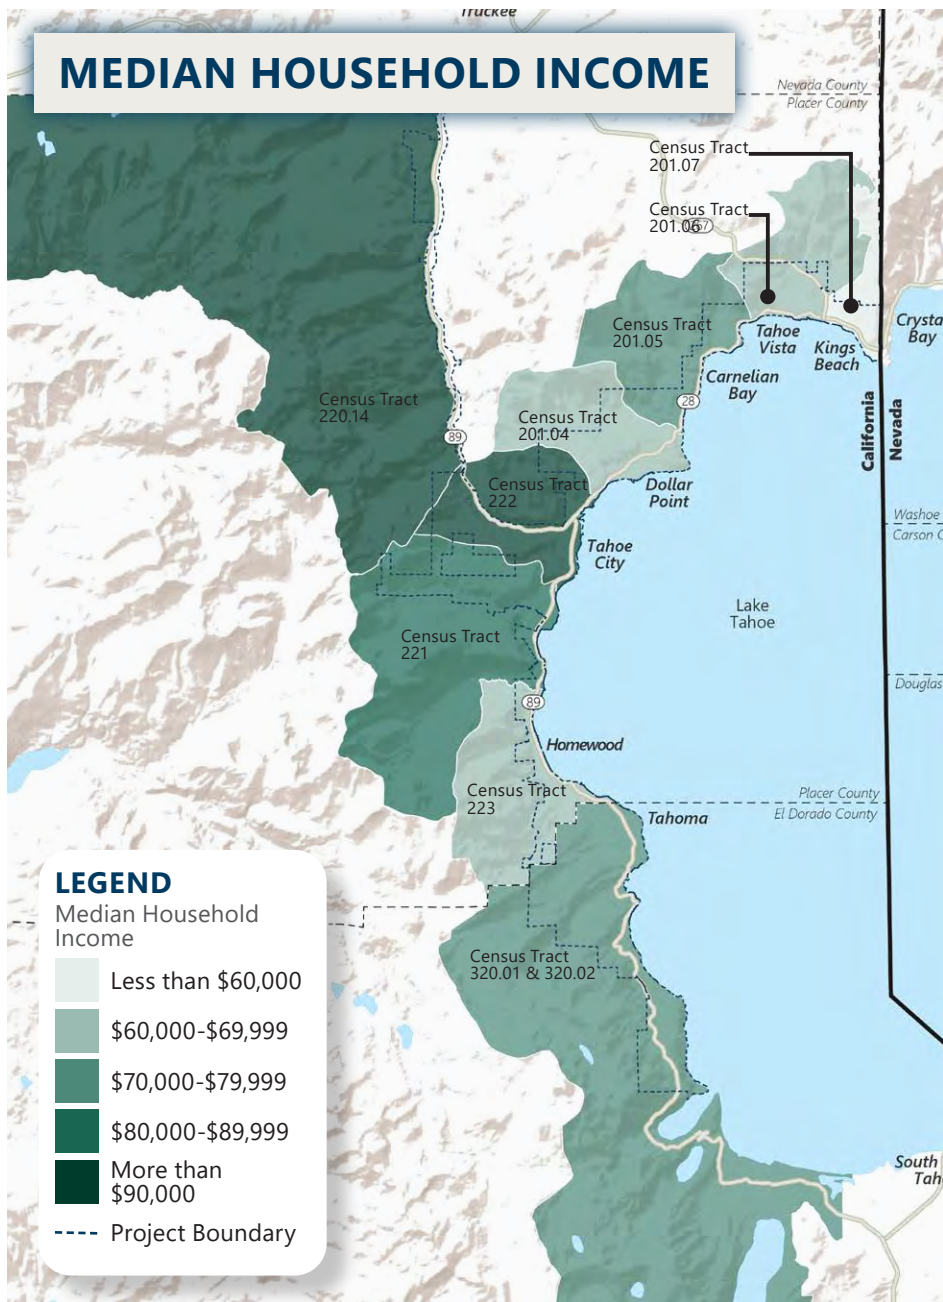 Truckee
MEDIAN HOUSEHOLD INCOME
Nevada County
Placer County
Census Tract
201.07
Census Tract
201.06
267
Census Tract
201.05
Tahoe
Vista
Kings
Beach
Crysta
Bay
Carnelian
Bay
Census Tract
220.14
28
Census Tract
201.04
California
Nevada
89
Census Tract
222
Dollar
Point
Washoe
Carson C
Tahoe
City
Lake
Tahoe
Census Tract
221
Douglas
89
Homewood
Census Tract
223
Placer County
El Dorado County
Tahoma
LEGEND
Median Household
Income
Less than $60,000
$60,000-$69,999
$70,000-$79,999
$80,000-$89,999
More than
$90,000
Project Boundary
Census Tract
320.01 & 320.02
South
Tah